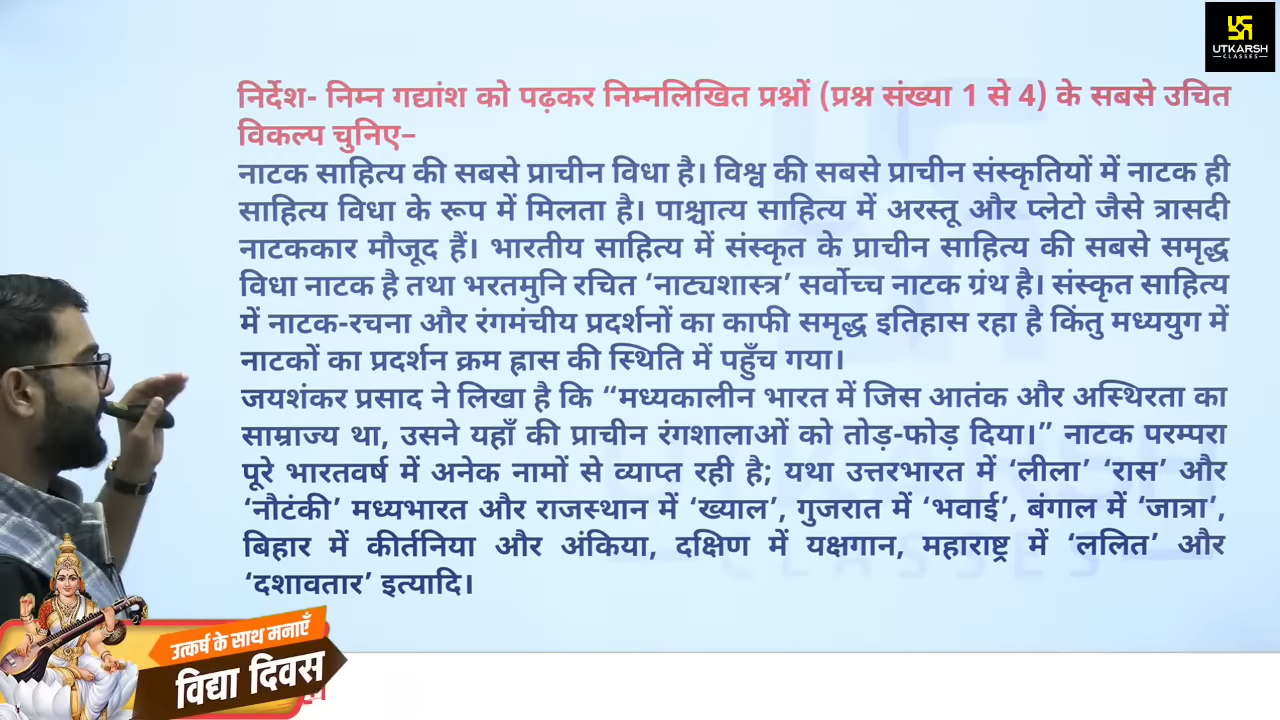 UTKARSH
CLASSES
निर्देश- निम्न गद्यांश को पढ़कर निम्नलिखित प्रश्नों (प्रश्न संख्या 1 से 4) के सबसे उचित
विकल्प चुनिए–
नाटक साहित्य की सबसे प्राचीन विधा है। विश्व की सबसे प्राचीन संस्कृतियों में नाटक ही
साहित्य विधा के रूप में मिलता है। पाश्चात्य साहित्य में अरस्तू और प्लेटो जैसे त्रासदी
नाटककार मौजूद हैं। भारतीय साहित्य में संस्कृत के प्राचीन साहित्य की सबसे समृद्ध
विधा नाटक है तथा भरतमुनि रचित ‘नाट्यशास्त्र’ सर्वोच्च नाटक ग्रंथ है। संस्कृत साहित्य
में नाटक-रचना और रंगमंचीय प्रदर्शनों का काफी समृद्ध इतिहास रहा है किंतु मध्ययुग में
नाटकों का प्रदर्शन क्रम ह्रास की स्थिति में पहुँच गया।
जयशंकर प्रसाद ने लिखा है कि “मध्यकालीन भारत में जिस आतंक और अस्थिरता का
साम्राज्य था, उसने यहाँ की प्राचीन रंगशालाओं को तोड़-फोड़ दिया।” नाटक परम्परा
पूरे भारतवर्ष में अनेक नामों से व्याप्त रही है; यथा उत्तरभारत में ‘लीला’ ‘रास’ और
‘नौटंकी’ मध्यभारत और राजस्थान में ‘ख्याल’, गुजरात में ‘भवाई’, बंगाल में ‘जात्रा’,
बिहार में कीर्तनिया और अंकिया, दक्षिण में यक्षगान, महाराष्ट्र में ‘ललित’ और
‘दशावतार’ इत्यादि।
उत्कर्ष के साथ मनाएँ
विद्या दिवस